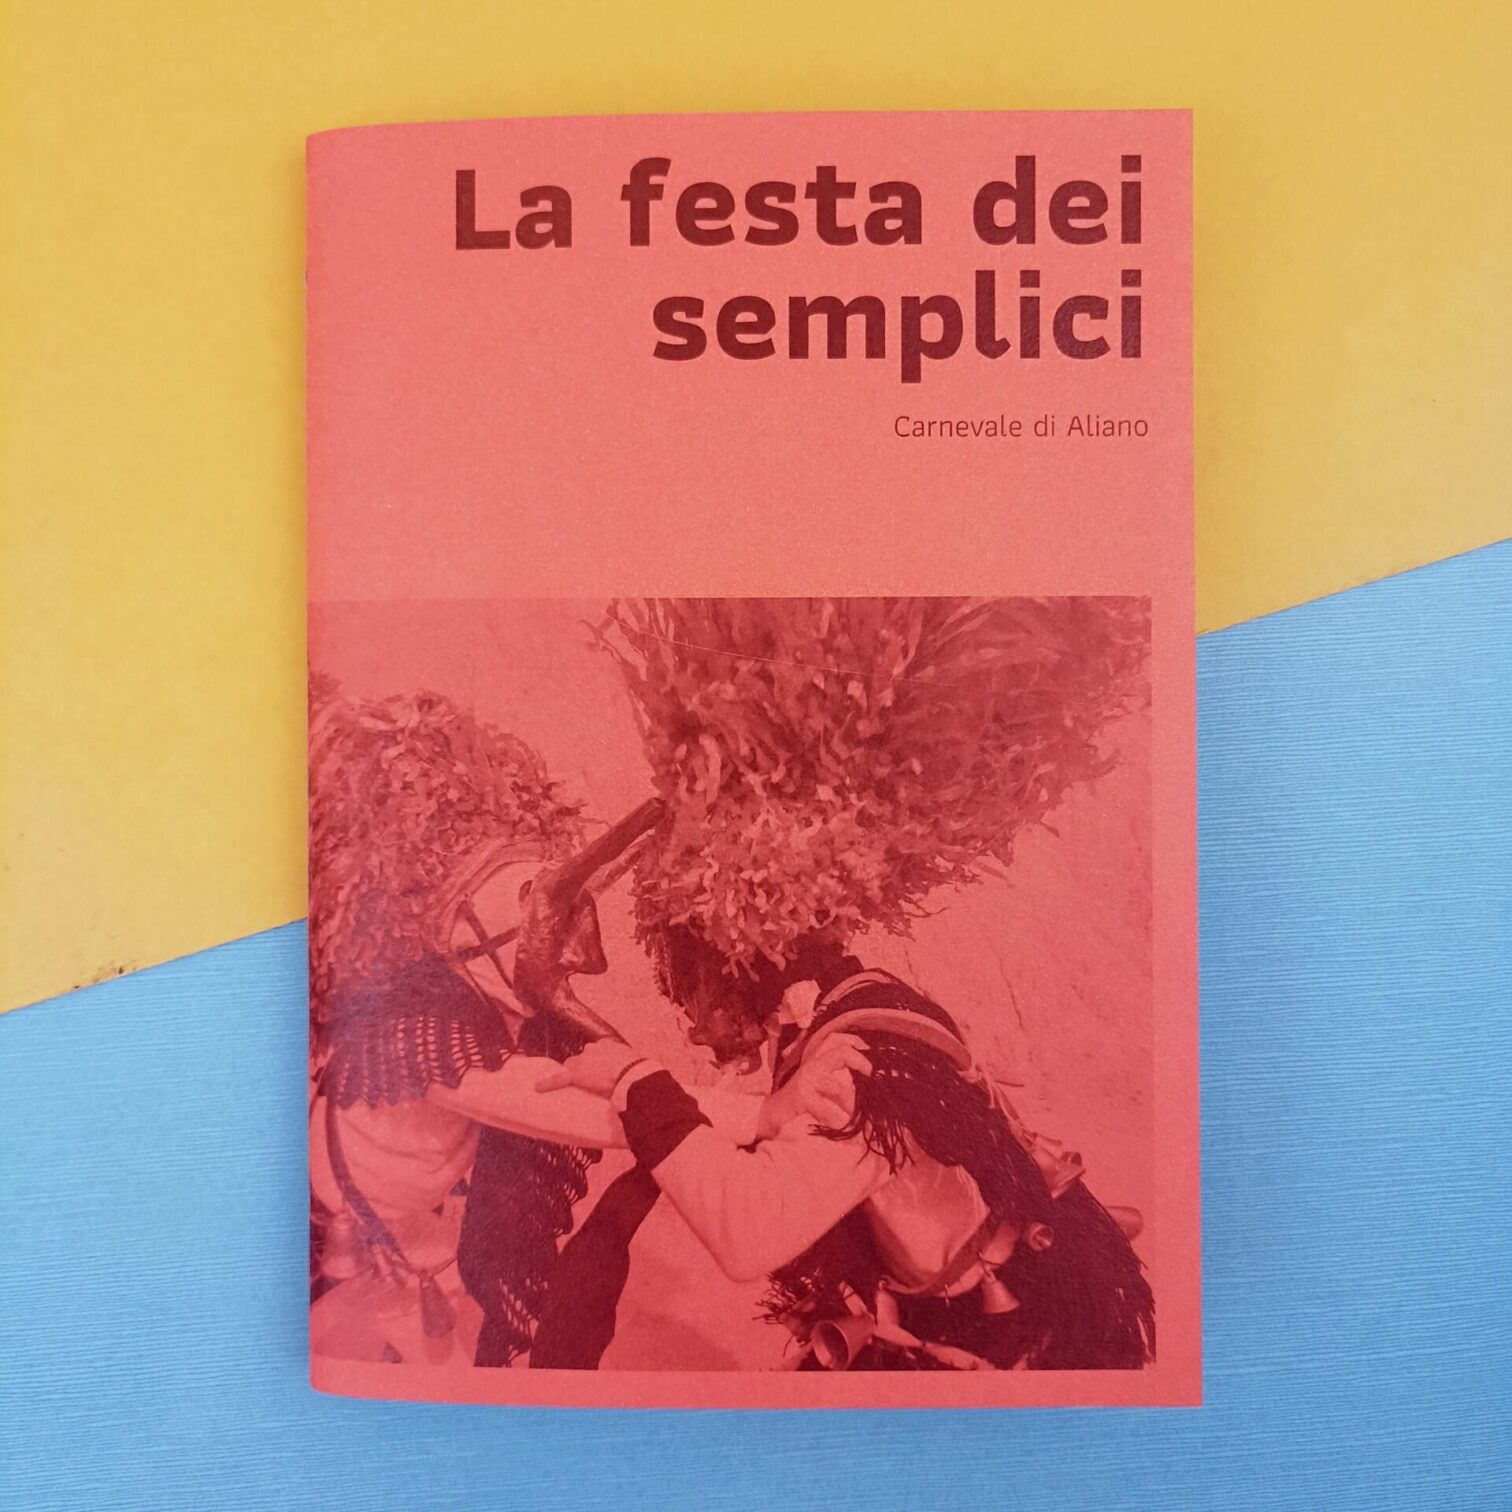 La festa dei
semplici
Carnevale di Aliano